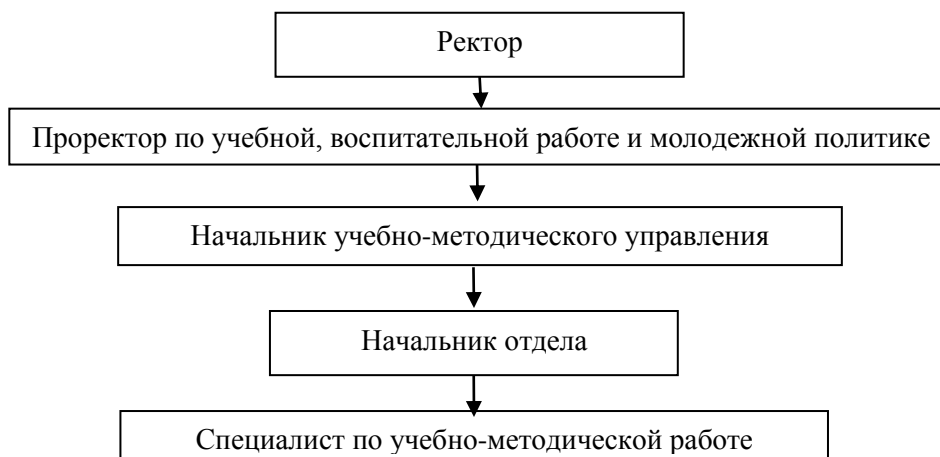 Ректор
Проректор по учебной, воспитательной работе и молодежной политике
Начальник учебно-методического управления
Начальник отдела
Специалист по учебно-методической работе